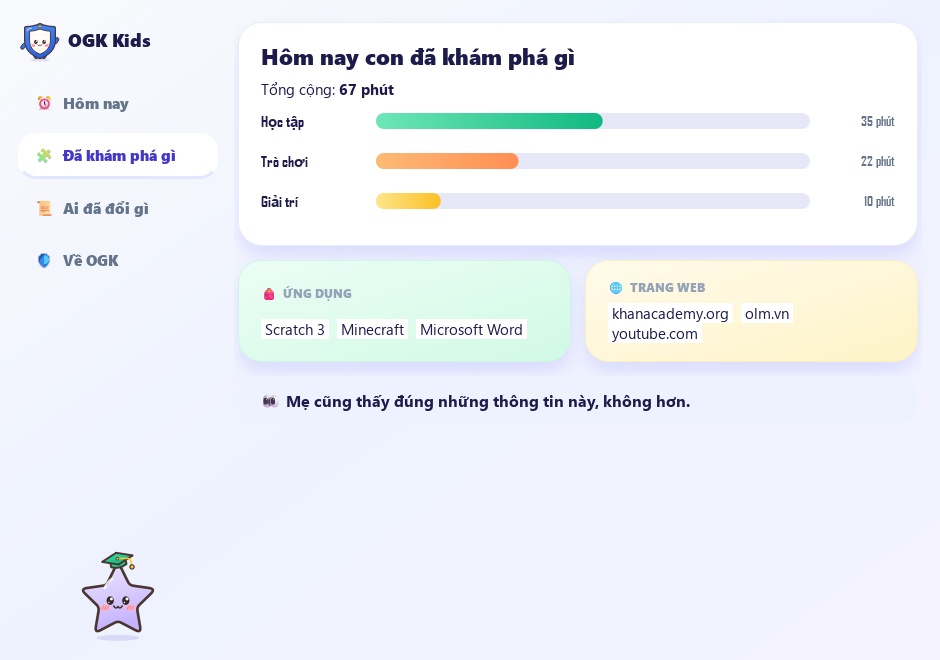 OGK Kids
Hôm nay
Đã khám phá gì
Ai đã đổi gì
Về OGK
Hôm nay con đã khám phá gì
Tổng cộng: 67 phút
Học tập 35 phút
Trò chơi 22 phút
Giải trí 10 phút
ỨNG DỤNG
Scratch 3 Minecraft Microsoft Word
TRANG WEB
khanacademy.org olm.vn
youtube.com
Mẹ cũng thấy đúng những thông tin này, không hơn.